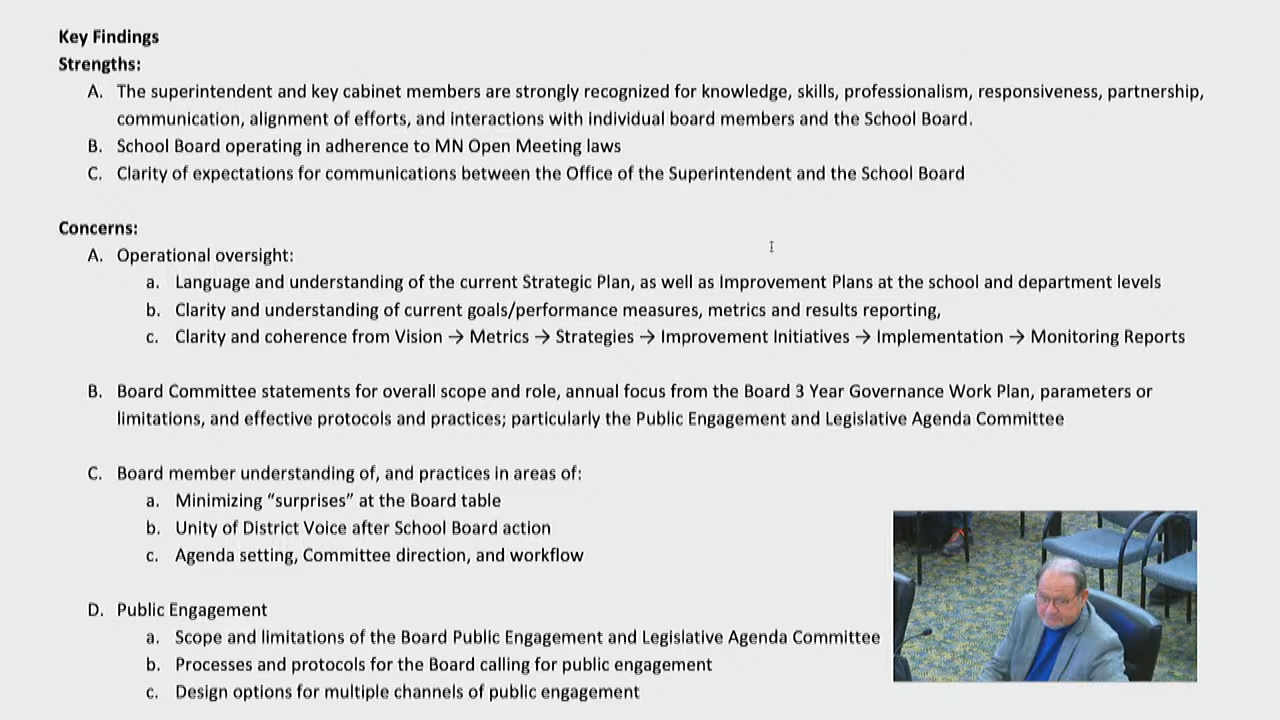 Key Findings
Strengths:
A. The superintendent and key cabinet members are strongly recognized for knowledge, skills, professionalism, responsiveness, partnership,
communication, alignment of efforts, and interactions with individual board members and the School Board.
B. School Board operating in adherence to MN Open Meeting laws
C. Clarity of expectations for communications between the Office of the Superintendent and the School Board
Concerns:
A. Operational oversight:
a. Language and understanding of the current Strategic Plan, as well as Improvement Plans at the school and department levels
b. Clarity and understanding of current goals/performance measures, metrics and results reporting,
c. Clarity and coherence from Vision → Metrics → Strategies → Improvement Initiatives → Implementation → Monitoring Reports
B. Board Committee statements for overall scope and role, annual focus from the Board 3 Year Governance Work Plan, parameters or
limitations, and effective protocols and practices; particularly the Public Engagement and Legislative Agenda Committee
C. Board member understanding of, and practices in areas of:
a. Minimizing “surprises” at the Board table
b. Unity of District Voice after School Board action
c. Agenda setting, Committee direction, and workflow
D. Public Engagement
a. Scope and limitations of the Board Public Engagement and Legislative Agenda Committee
b. Processes and protocols for the Board calling for public engagement
c. Design options for multiple channels of public engagement